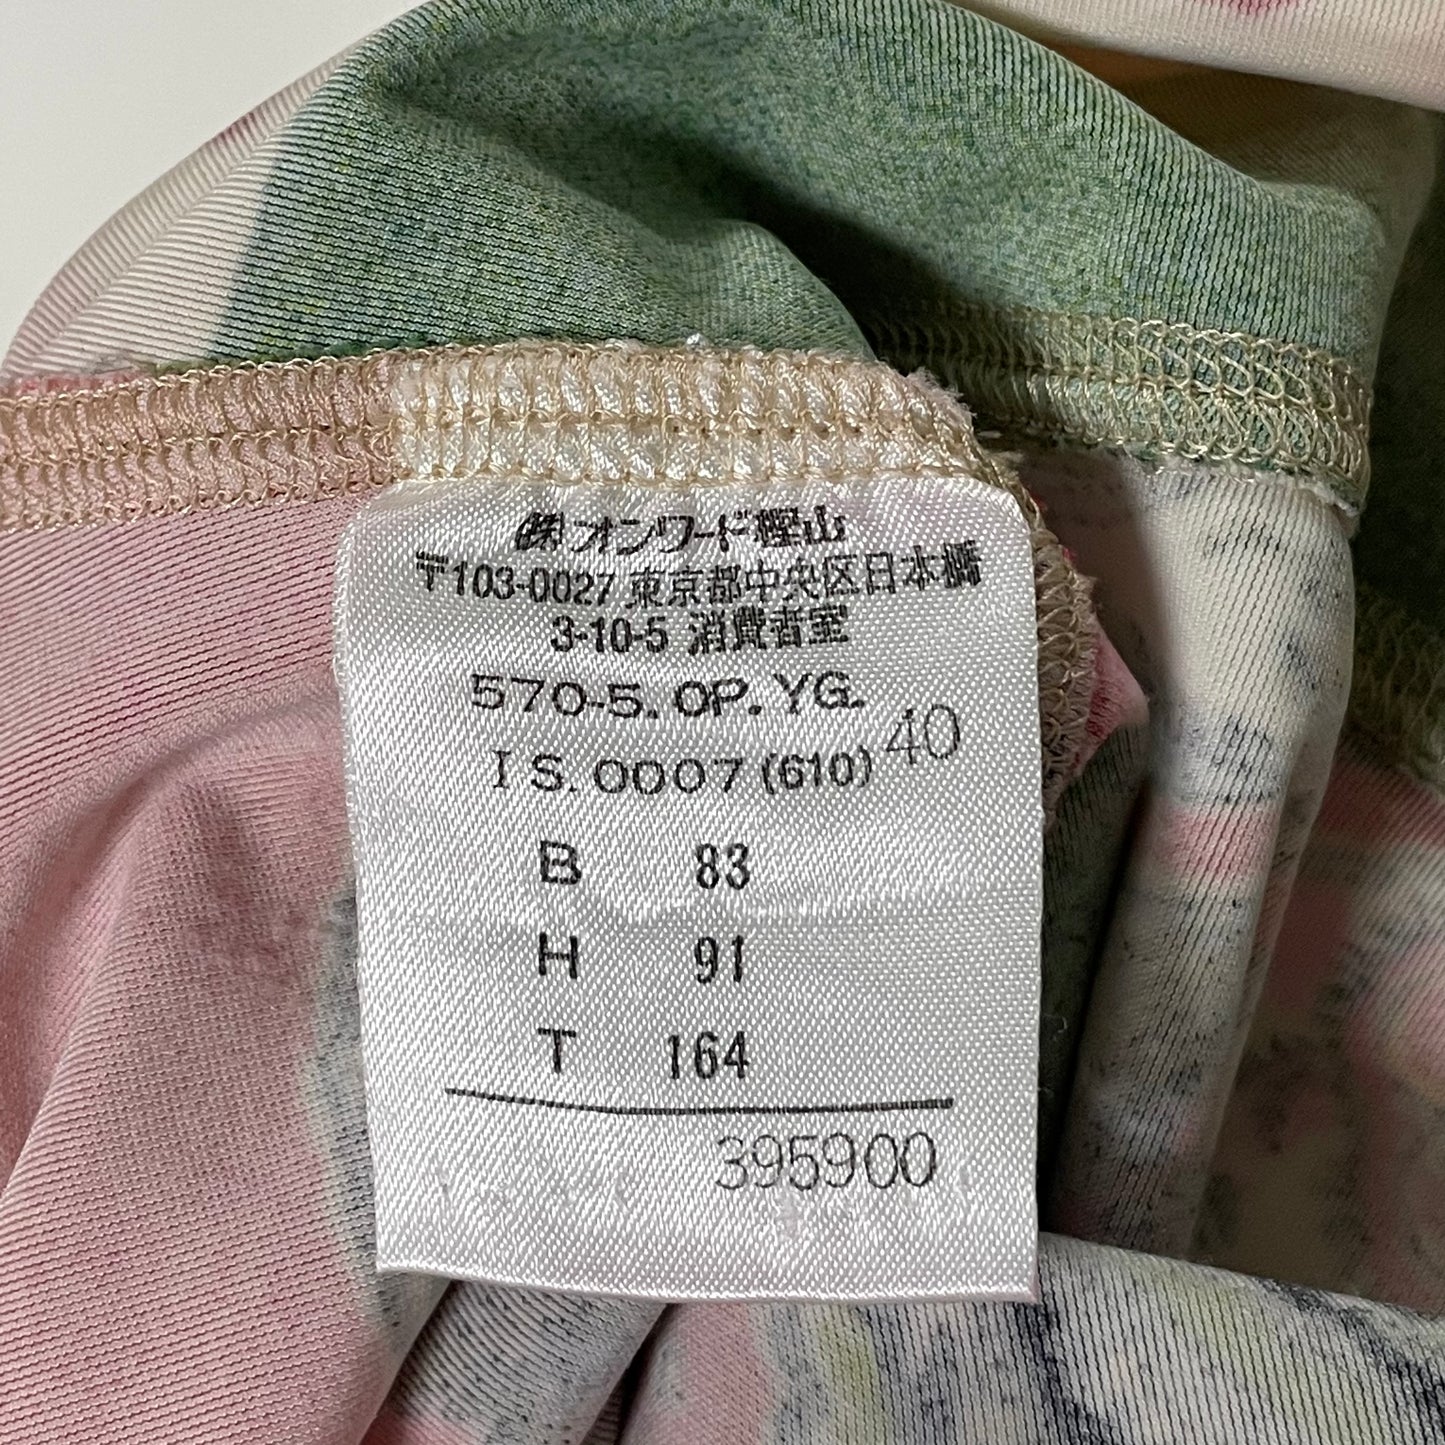 ㈱オンワード樫山
〒103-0027 東京都中央区日本橋
3-10-5 消費者室
570-5.OP.YG.
IS.0007(610) 40
B 83
H 91
T 164
395900